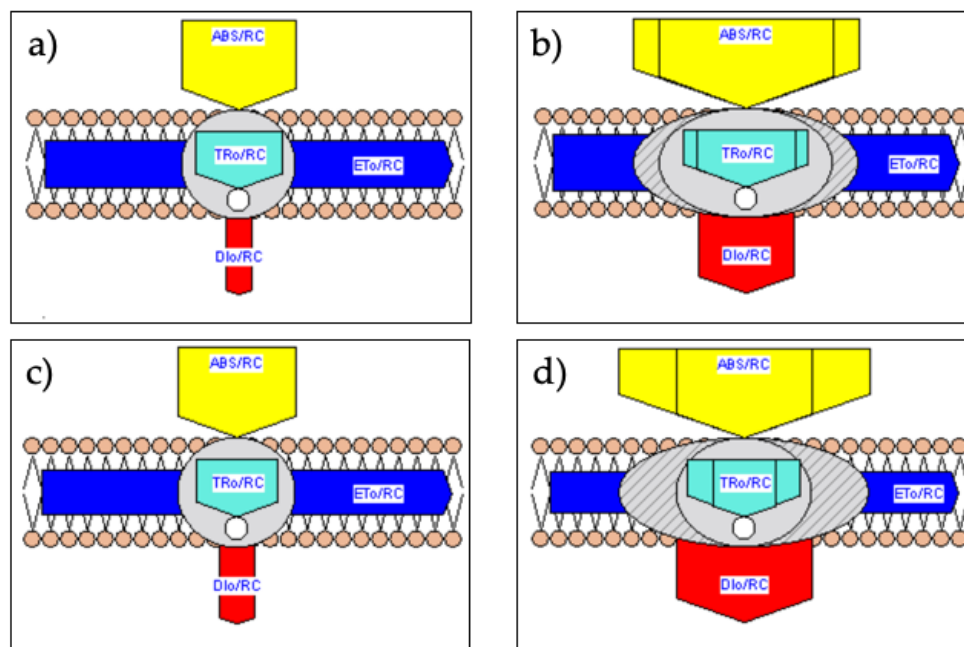 a)
ABS/RC
TRo/RC
ETo/RC
DIo/RC
b)
ABS/RC
TRo/RC
ETo/RC
DIo/RC
c)
ABS/RC
TRo/RC
ETo/RC
DIo/RC
d)
ABS/RC
TRo/RC
ETo/RC
DIo/RC